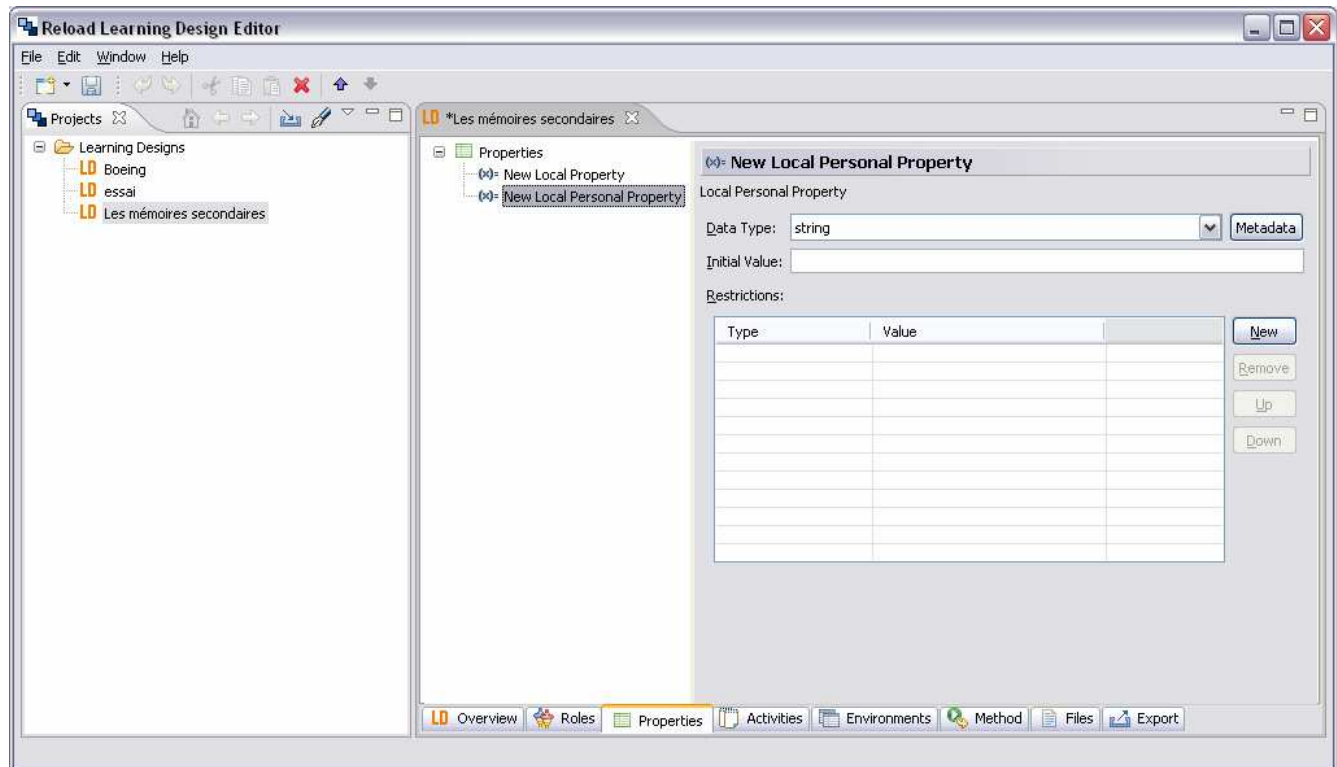 Reload Learning Design Editor
File Edit Window Help
Projects
Learning Designs
LD Boeing
LD essai
LD Les mémoires secondaires
LD *Les mémoires secondaires
Properties
(x)= New Local Property
(x)= New Local Personal Property
(x)= New Local Personal Property
Local Personal Property
Data Type: string Metadata
Initial Value:
Restrictions:
Type Value
New
Remove
Up
Down
LD Overview Roles Properties Activities Environments Method Files Export